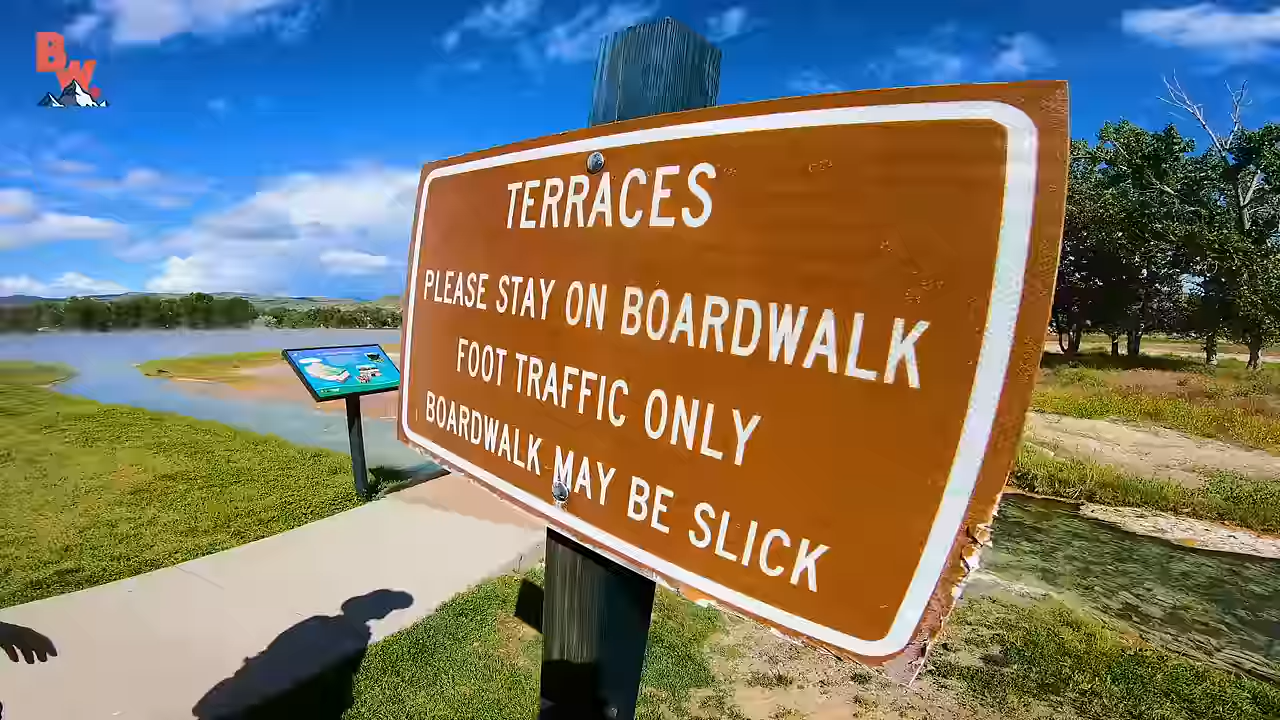 BW.
TERRACES
PLEASE STAY ON BOARDWALK
FOOT TRAFFIC ONLY
BOARDWALK MAY BE SLICK